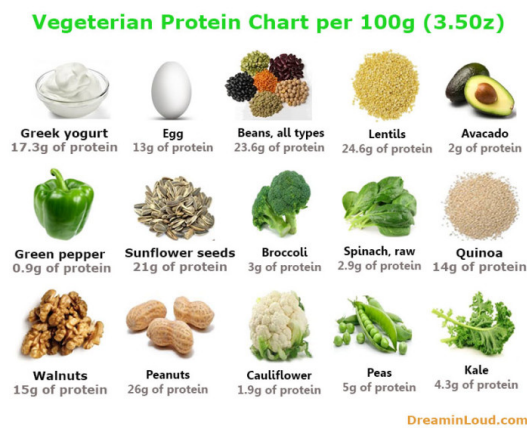 Vegeterian Protein Chart per 100g (3.50z)
Greek yogurt
17.3g of protein
Egg
13g of protein
Beans, all types
23.6g of protein
Lentils
24.6g of protein
Avacado
2g of protein
Green pepper
0.9g of protein
Sunflower seeds
21g of protein
Broccoli
3g of protein
Spinach, raw
2.9g of protein
Quinoa
14g of protein
Walnuts
15g of protein
Peanuts
26g of protein
Cauliflower
1.9g of protein
Peas
5g of protein
Kale
4.3g of protein
DreaminLoud.com